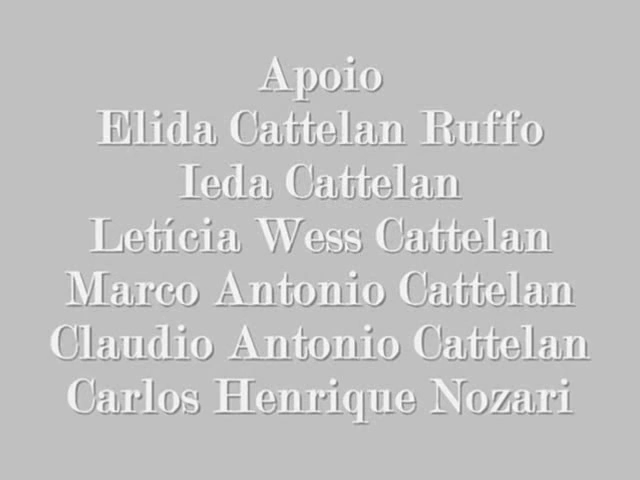 Apoio
Elida Cattelan Ruffo
Ieda Cattelan
Letícia Wess Cattelan
Marco Antonio Cattelan
Claudio Antonio Cattelan
Carlos Henrique Nozari